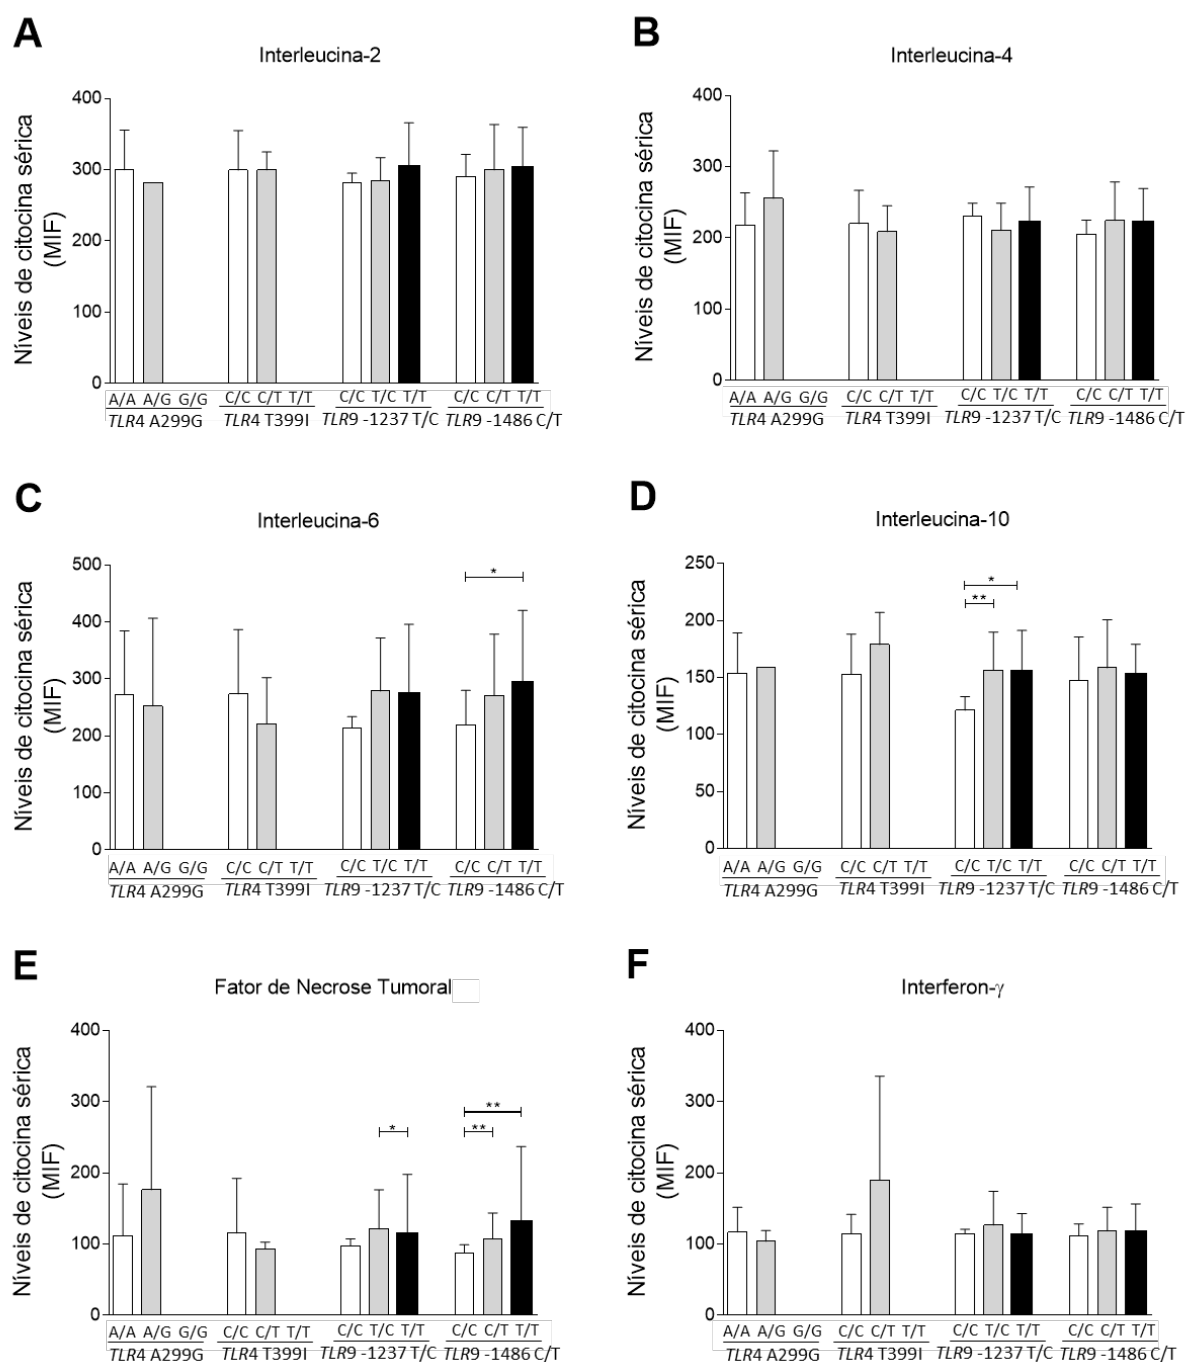 A
Interleucina-2
Níveis de citocina sérica
(MIF)
400
300
200
100
0
A/A A/G G/G
TLR4 A299G
C/C C/T T/T
TLR4 T399I
C/C T/C T/T
TLR9 -1237 T/C
C/C C/T T/T
TLR9 -1486 C/T
B
Interleucina-4
Níveis de citocina sérica
(MIF)
400
300
200
100
0
A/A A/G G/G
TLR4 A299G
C/C C/T T/T
TLR4 T399I
C/C T/C T/T
TLR9 -1237 T/C
C/C C/T T/T
TLR9 -1486 C/T
C
Interleucina-6
Níveis de citocina sérica
(MIF)
500
400
300
200
100
0
*
A/A A/G G/G
TLR4 A299G
C/C C/T T/T
TLR4 T399I
C/C T/C T/T
TLR9 -1237 T/C
C/C C/T T/T
TLR9 -1486 C/T
D
Interleucina-10
Níveis de citocina sérica
(MIF)
250
200
150
100
50
0
*
**
A/A A/G G/G
TLR4 A299G
C/C C/T T/T
TLR4 T399I
C/C T/C T/T
TLR9 -1237 T/C
C/C C/T T/T
TLR9 -1486 C/T
E
Fator de Necrose Tumoral
Níveis de citocina sérica
(MIF)
400
300
200
100
0
*
**
**
A/A A/G G/G
TLR4 A299G
C/C C/T T/T
TLR4 T399I
C/C T/C T/T
TLR9 -1237 T/C
C/C C/T T/T
TLR9 -1486 C/T
F
Interferon-γ
Níveis de citocina sérica
(MIF)
400
300
200
100
0
A/A A/G G/G
TLR4 A299G
C/C C/T T/T
TLR4 T399I
C/C T/C T/T
TLR9 -1237 T/C
C/C C/T T/T
TLR9 -1486 C/T